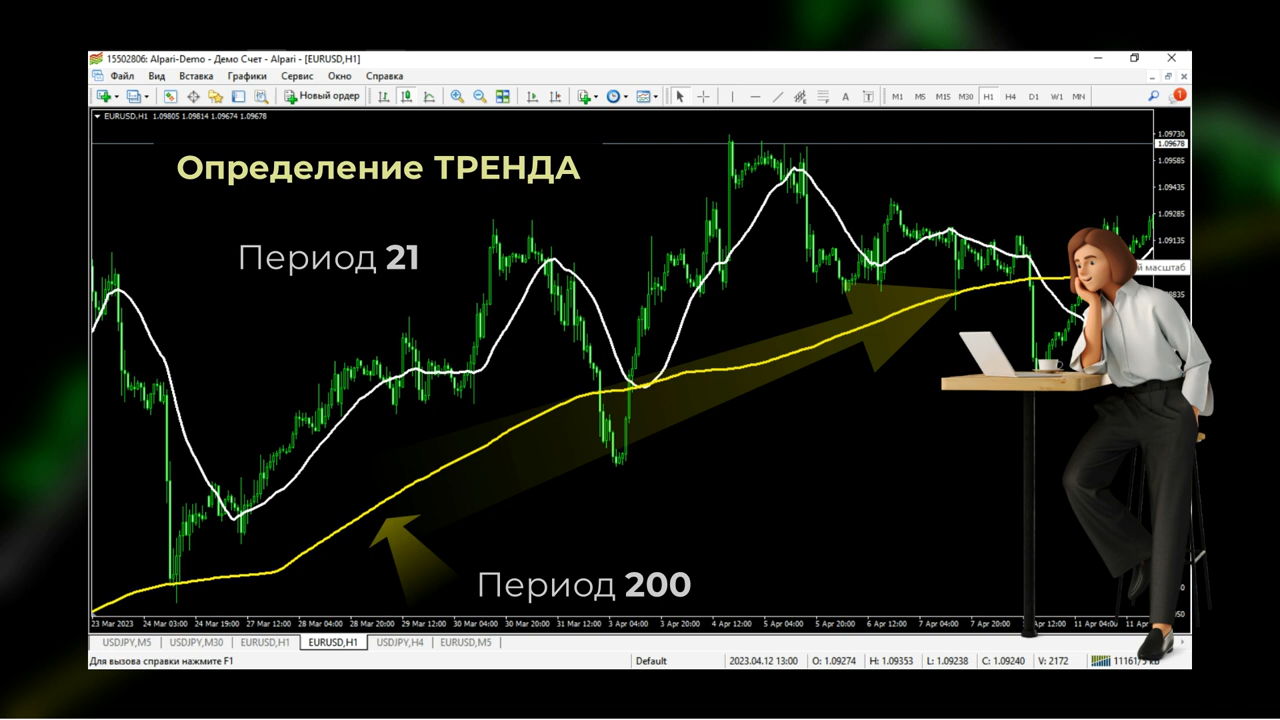 15502806: Alpari-Demo - Демо Счет - Alpari - [EURUSD,H1]
Файл Вид Вставка Графики Сервис Окно Справка
Новый ордер A T M1 M5 M15 M30 H1 H4 D1 W1 MN 1
EURUSD,H1 1.09805 1.09814 1.09674 1.09678
1.09730
1.09678
Определение ТРЕНДА
1.09585
1.09435
1.09285
1.09135
Период 21
й масштаб
Период 200
23 Mar 2023 24 Mar 03:00 24 Mar 19:00 27 Mar 12:00 28 Mar 04:00 28 Mar 20:00 29 Mar 12:00 30 Mar 04:00 30 Mar 20:00 31 Mar 12:00 3 Apr 04:00 3 Apr 20:00 4 Apr 12:00 5 Apr 04:00 5 Apr 20:00 6 Apr 12:00 7 Apr 04:00 7 Apr 20:00 Apr 12:00 11 Apr 04:00 11 Apr
USDJPY,M5 USDJPY,M30 EURUSD,H1 EURUSD,H1 USDJPY,H4 EURUSD,M5
Для вызова справки нажмите F1 Default 2023.04.12 13:00 O: 1.09274 H: 1.09353 L: 1.09238 C: 1.09240 V: 2172